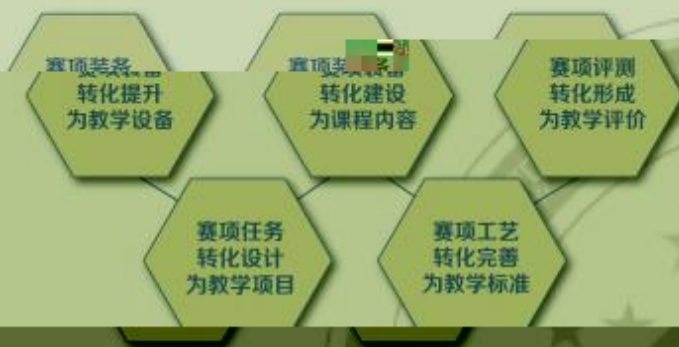 赛项装备
转化提升
为教学设备
赛项装备
转化建设
为课程内容
赛项评测
转化形成
为教学评价
赛项任务
转化设计
为教学项目
赛项工艺
转化完善
为教学标准